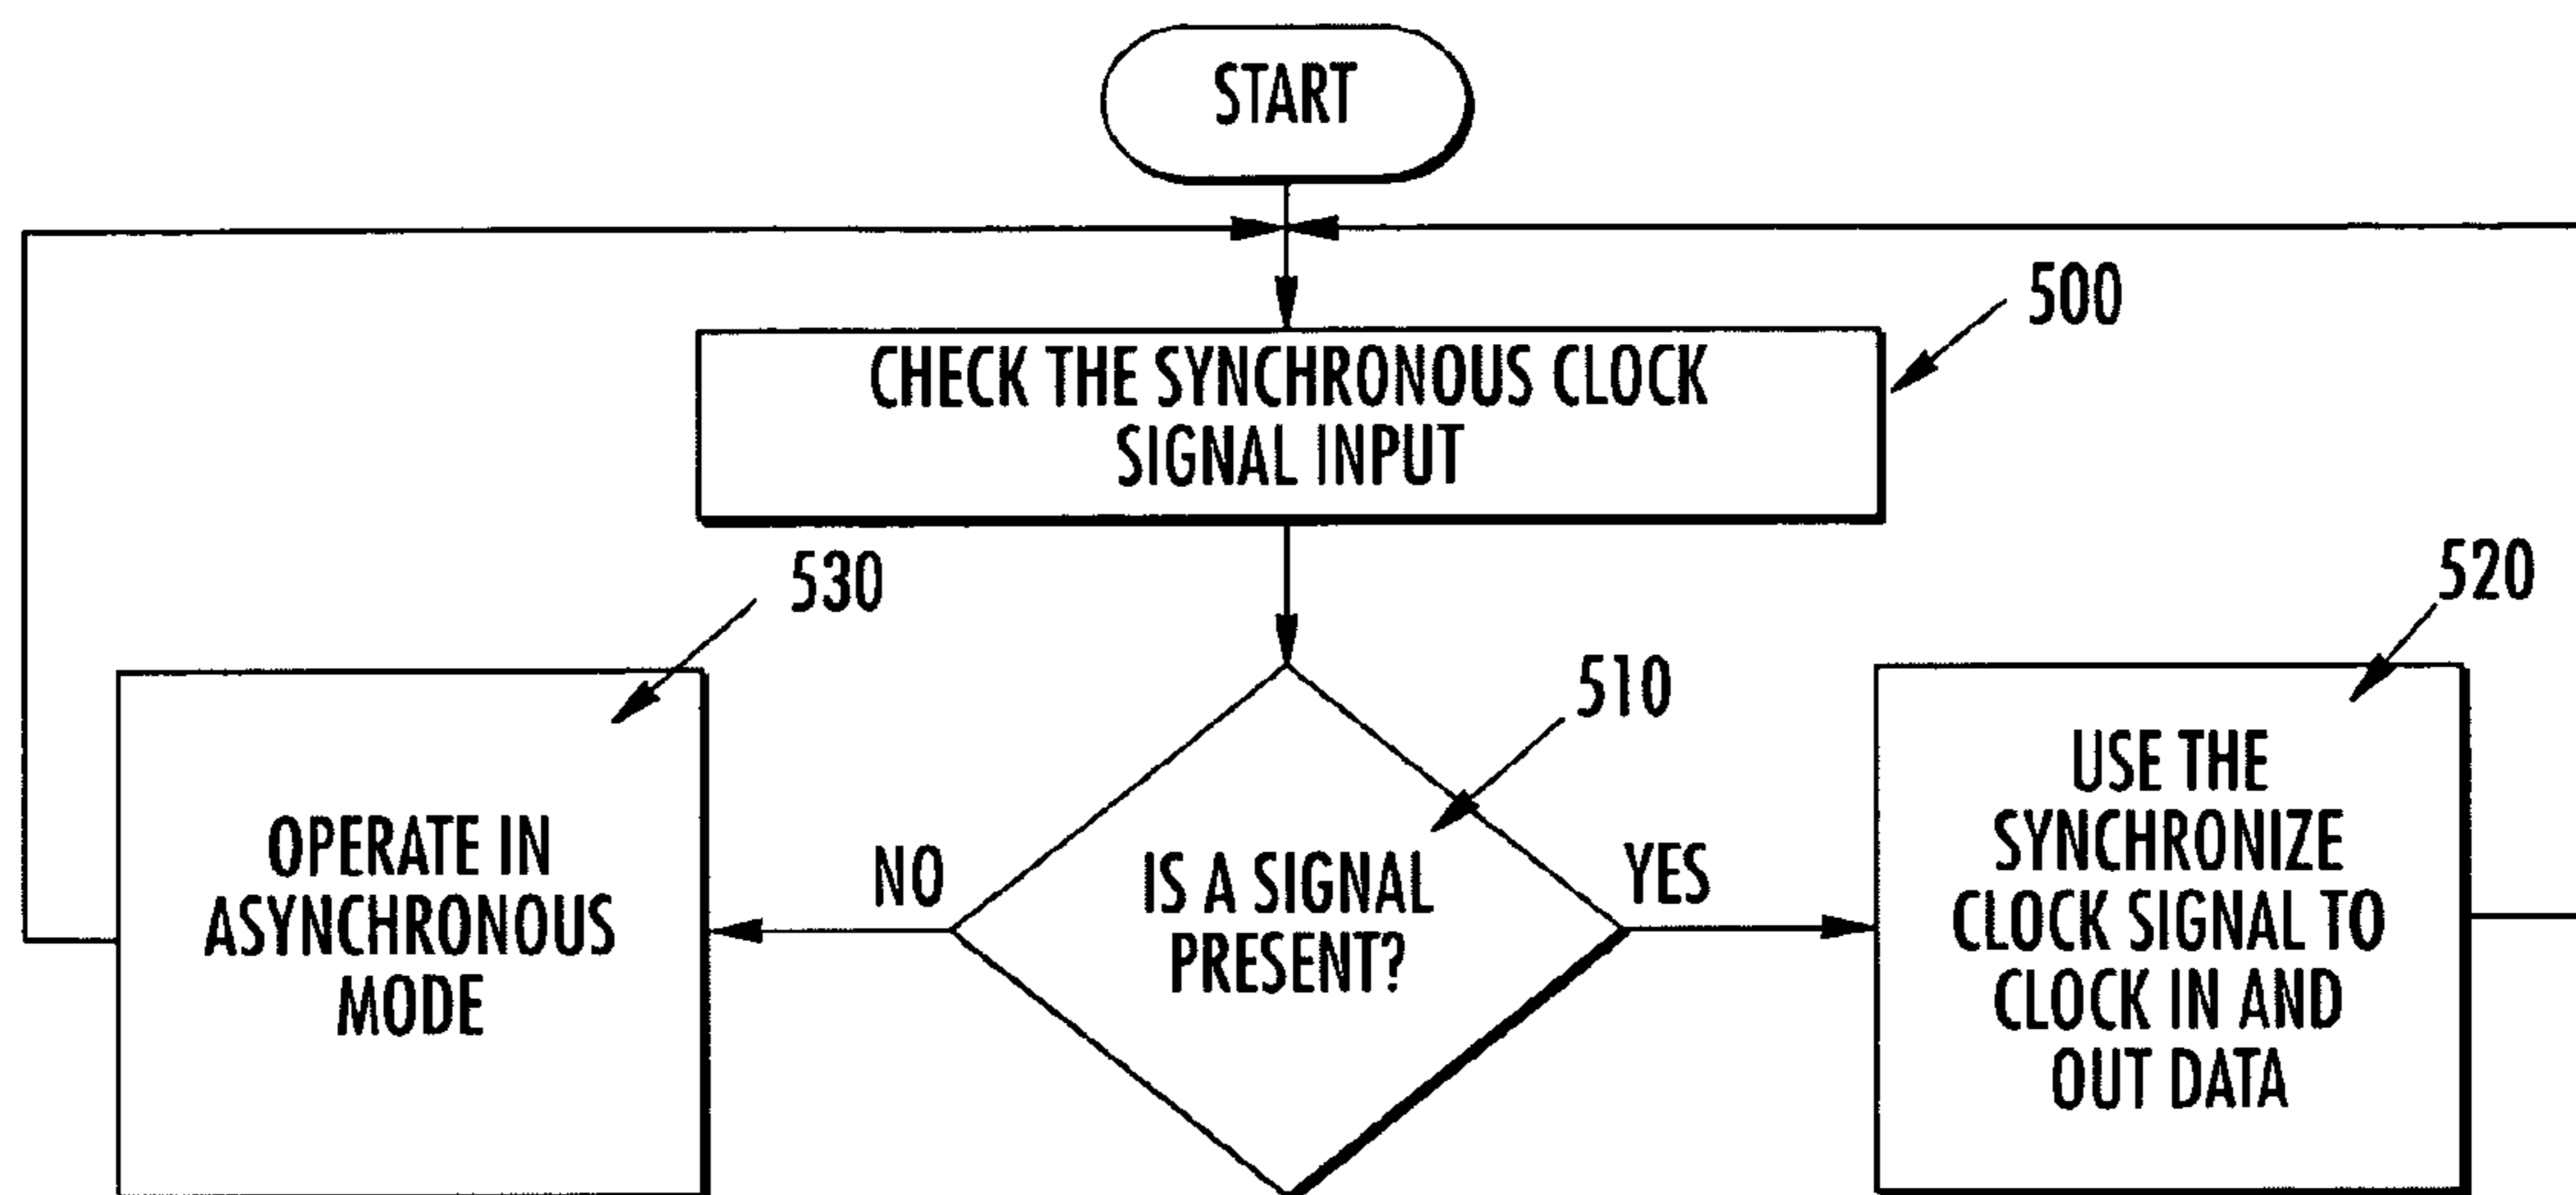 START
500
CHECK THE SYNCHRONOUS CLOCK
SIGNAL INPUT
530
520
510
OPERATE IN
ASYNCHRONOUS
MODE
NO
IS A SIGNAL
PRESENT?
YES
USE THE
SYNCHRONIZE
CLOCK SIGNAL TO
CLOCK IN AND
OUT DATA